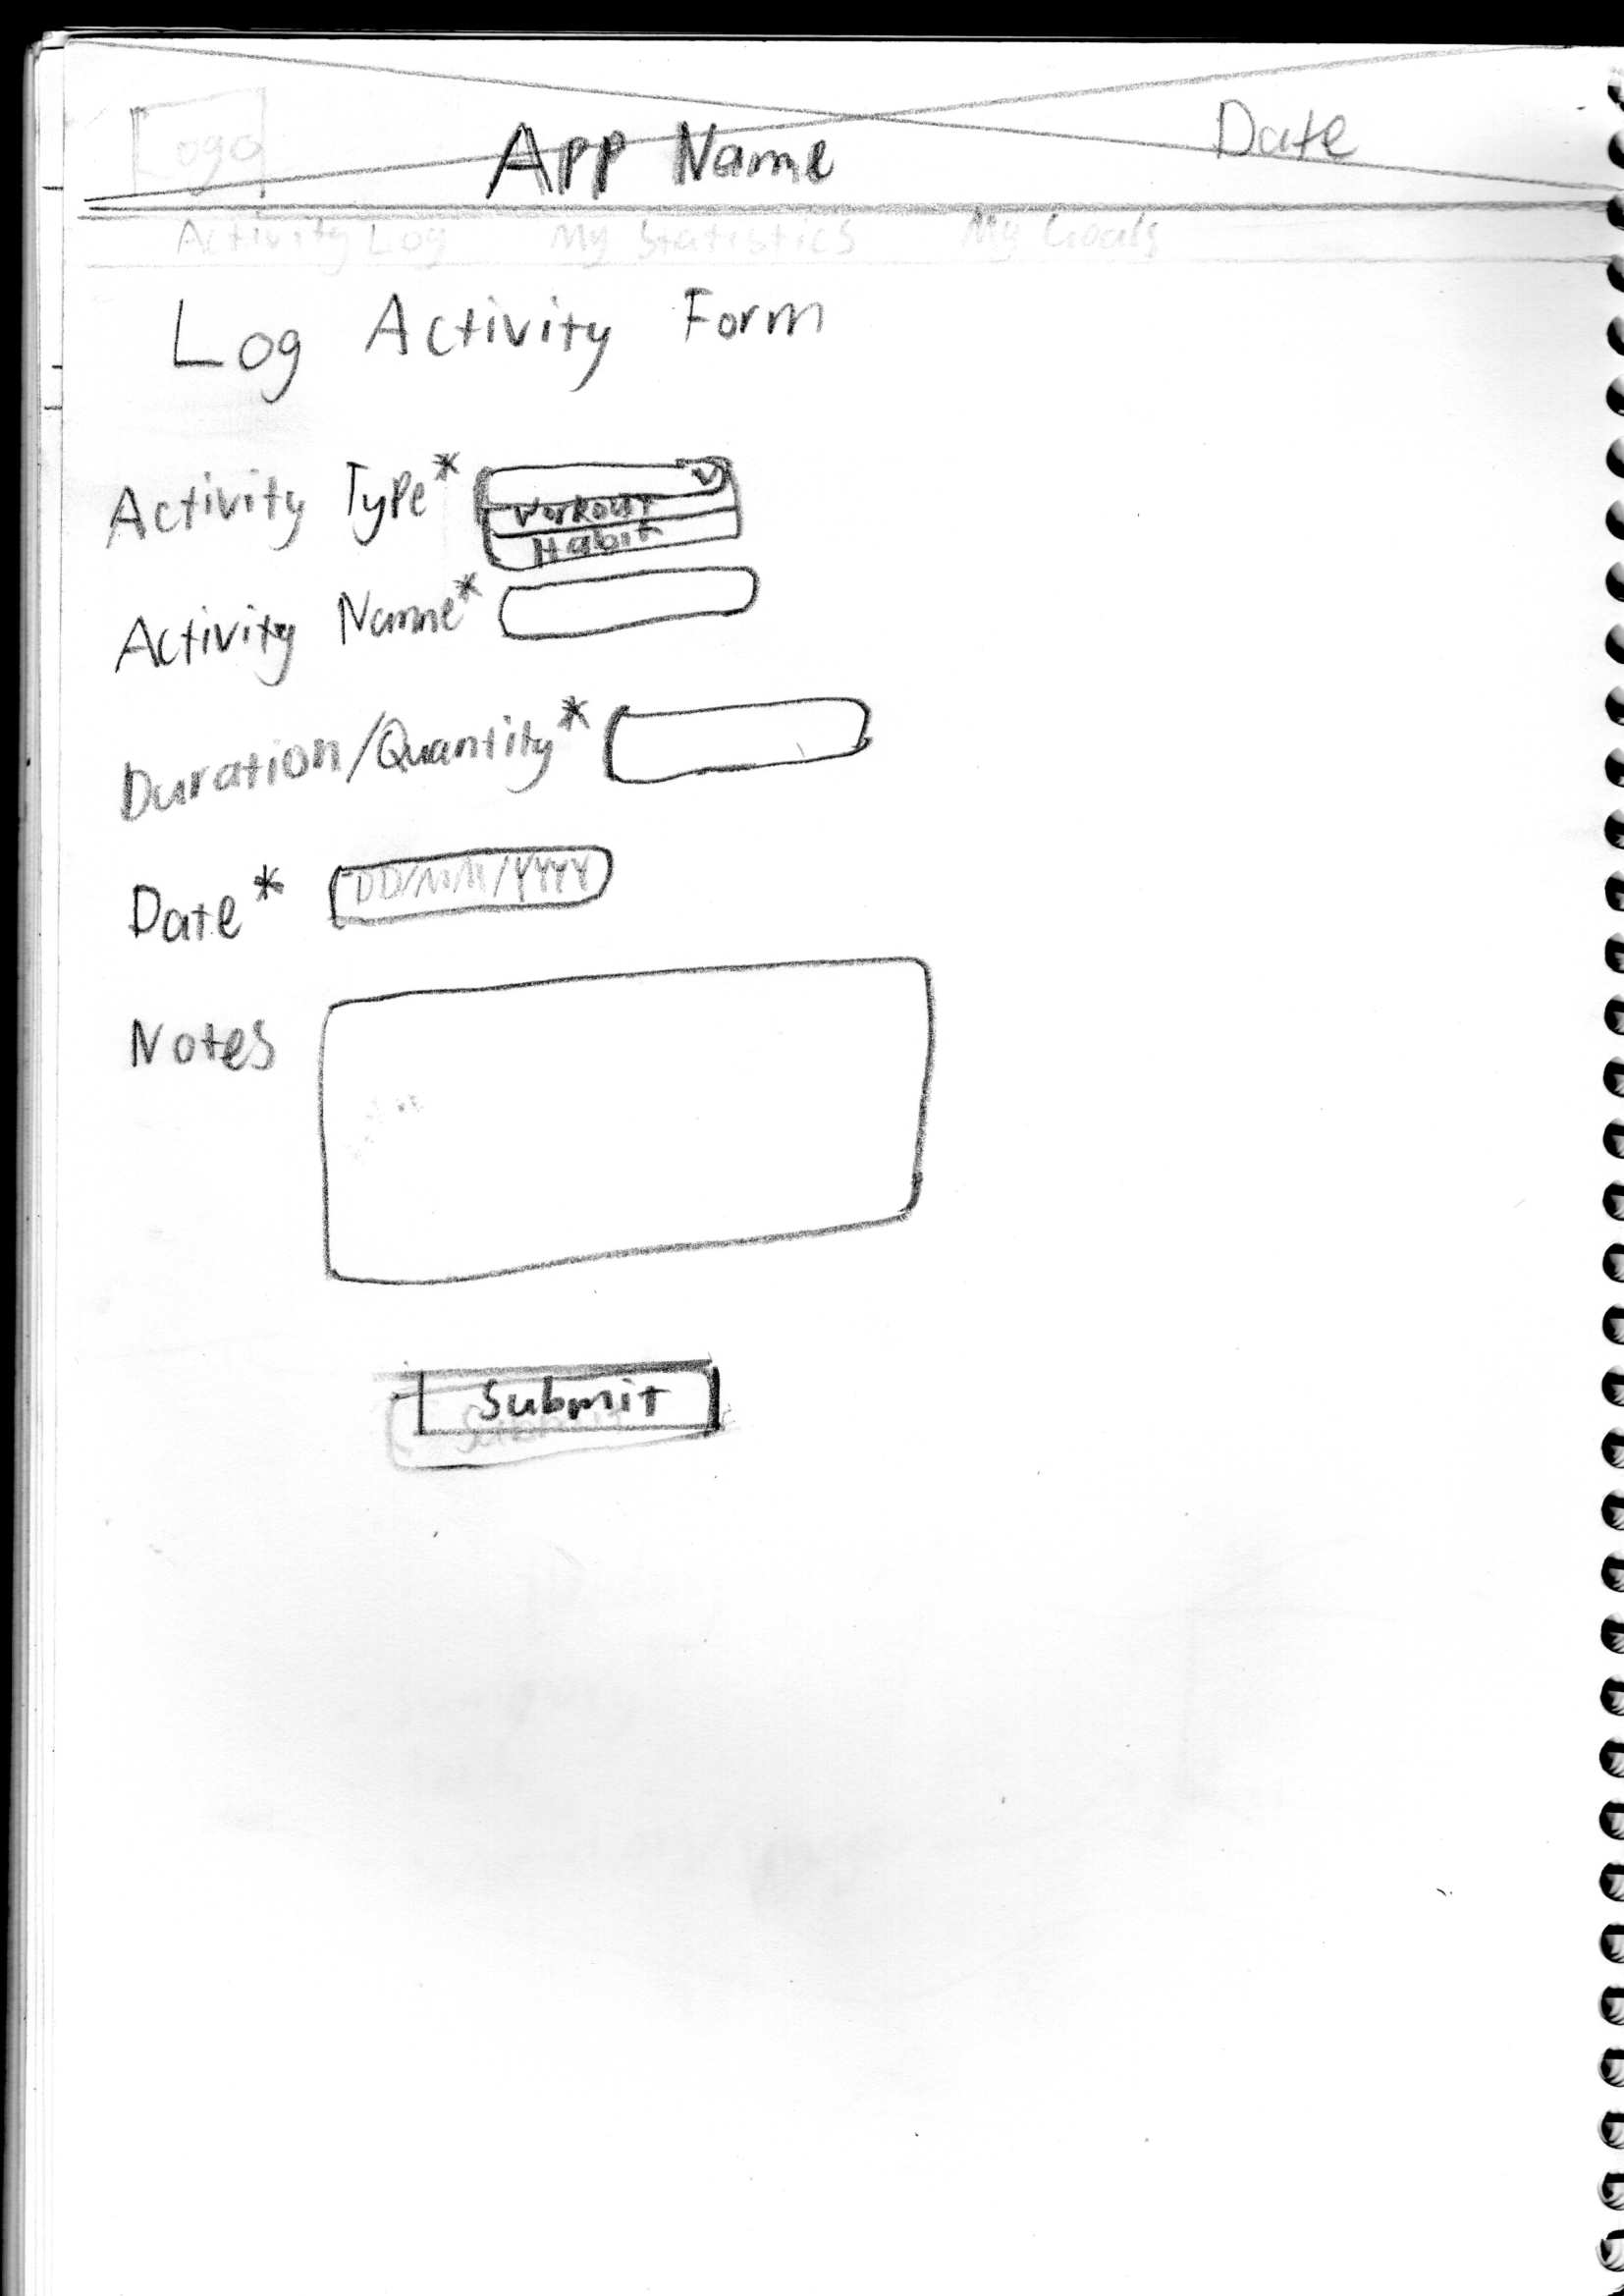 Logo App Name Date
Activity Log My Statistics My Goals
Log Activity Form
Activity Type* V
Workout
Habit
Activity Name*
Duration/Quantity*
Date* DD/MM/YYYY
Notes
Submit
Submit